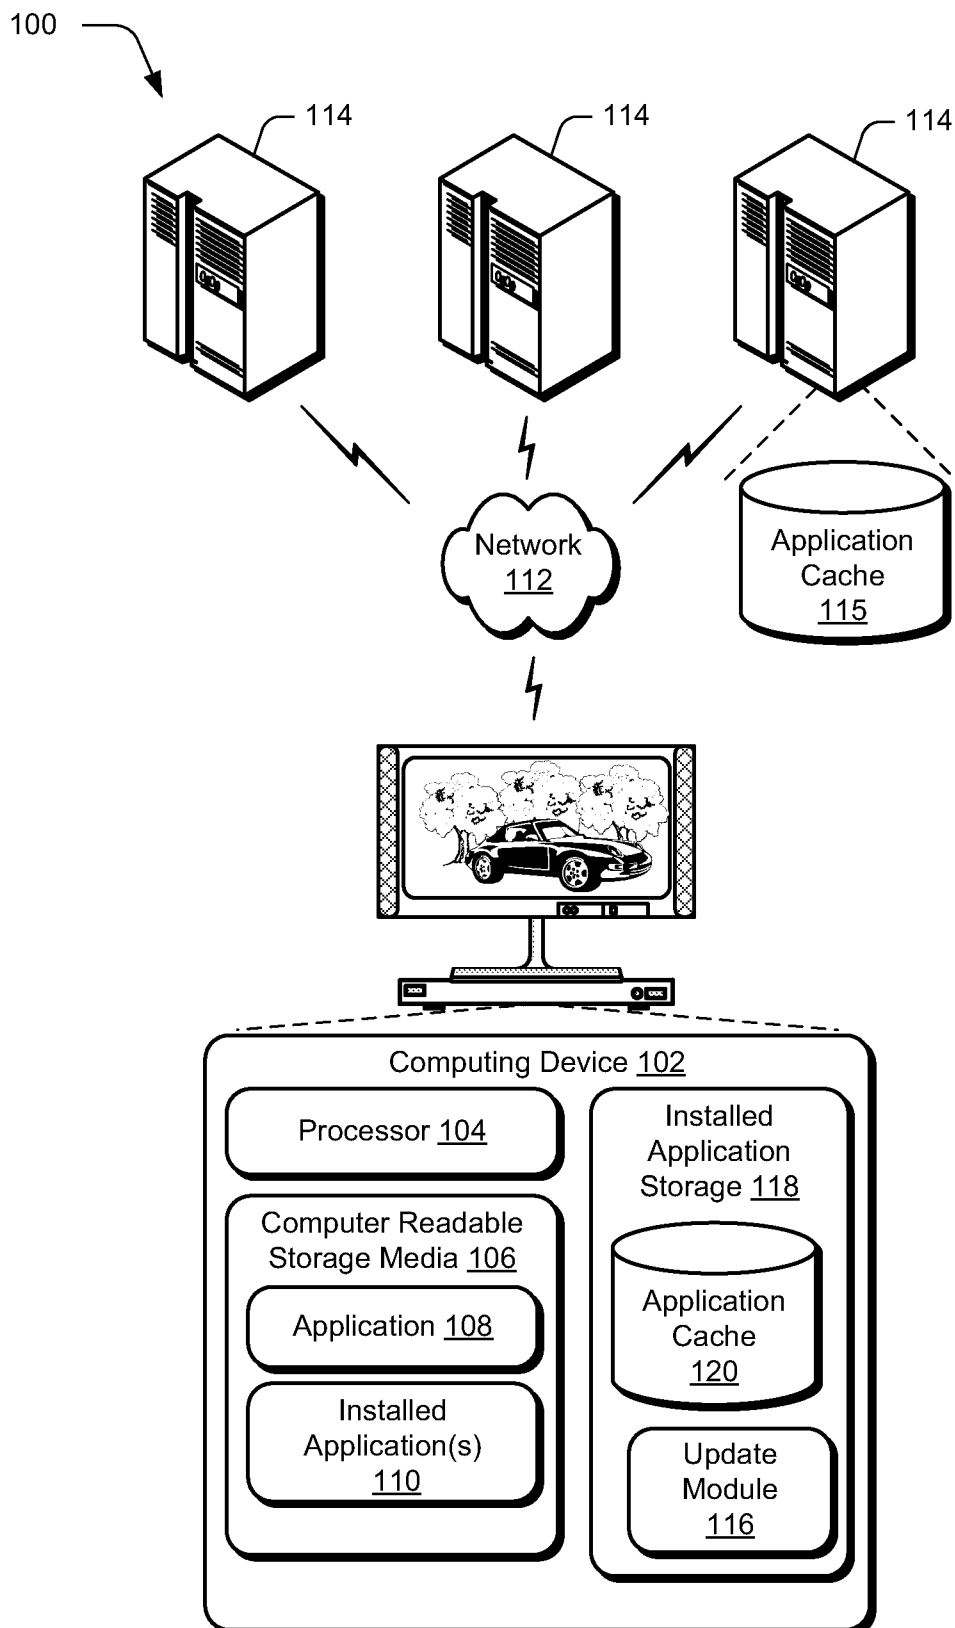 100
114
114
114
Network
112
Application
Cache
115
Computing Device 102
Processor 104
Computer Readable
Storage Media 106
Application 108
Installed
Application(s)
110
Installed
Application
Storage 118
Application
Cache
120
Update
Module
116